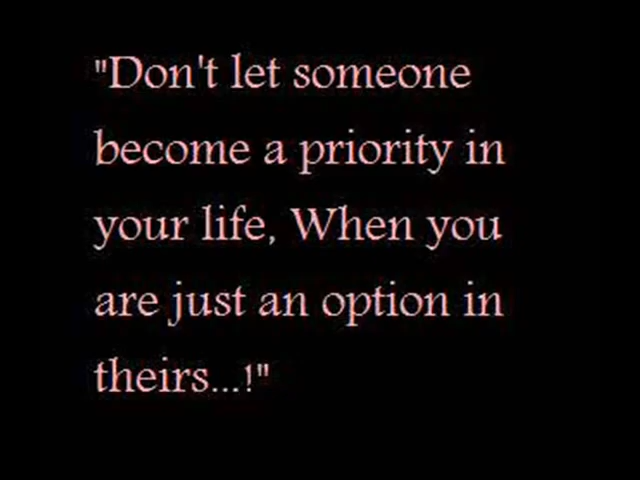 "Don't let someone
become a priority in
your life, When you
are just an option in
theirs...!"